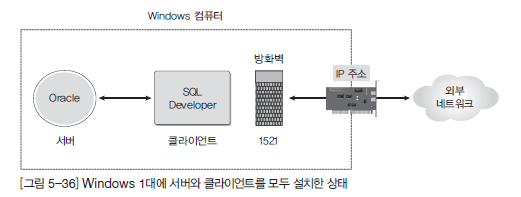 Windows 컴퓨터
방화벽
IP 주소
Oracle
SQL
Developer
외부
네트워크
서버
클라이언트
1521
[그림 5-36] Windows 1대에 서버와 클라이언트를 모두 설치한 상태